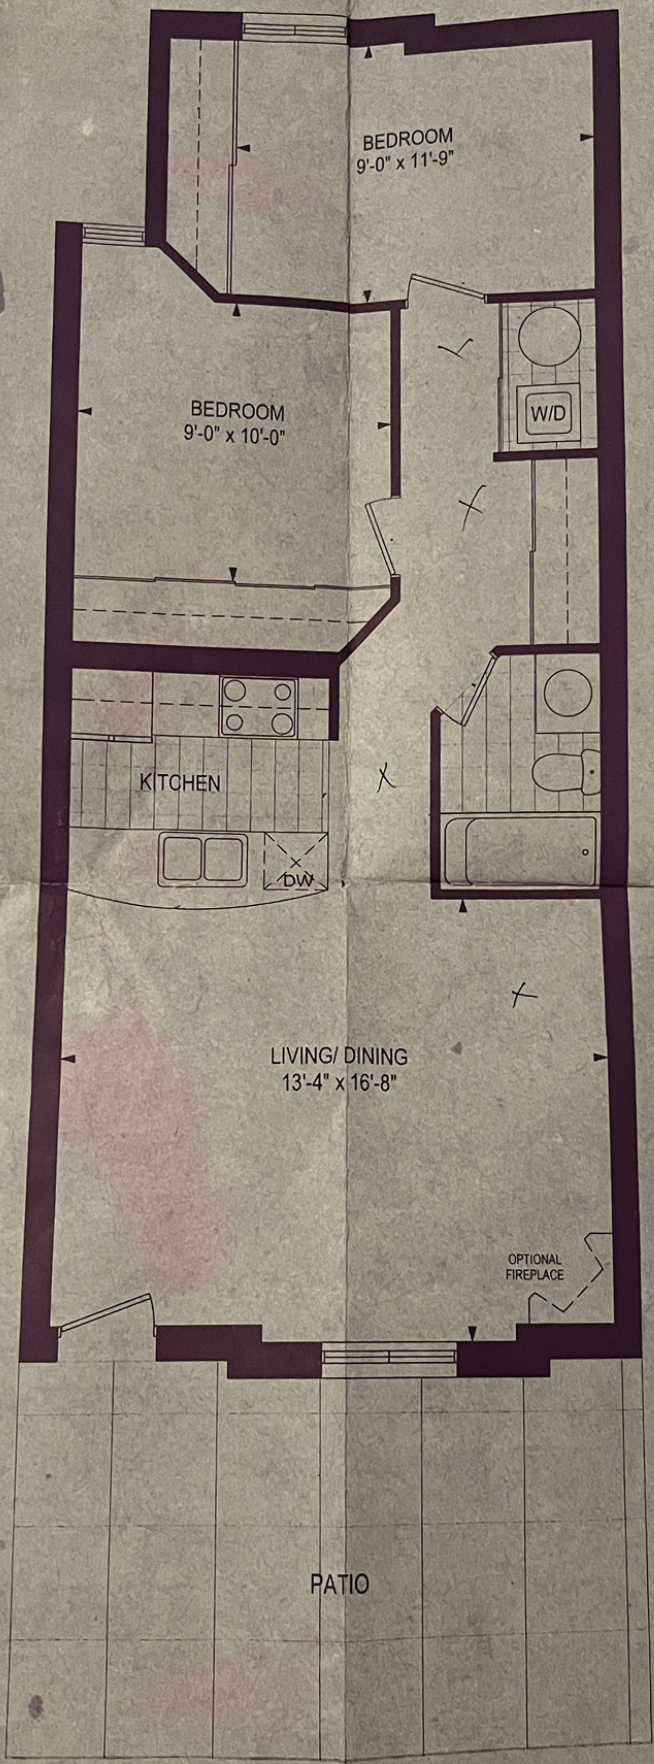 BEDROOM
9'-0" x 11'-9"
BEDROOM
9'-0" x 10'-0"
W/D
KITCHEN
DW
LIVING/ DINING
13'-4" x 16'-8"
OPTIONAL
FIREPLACE
PATIO